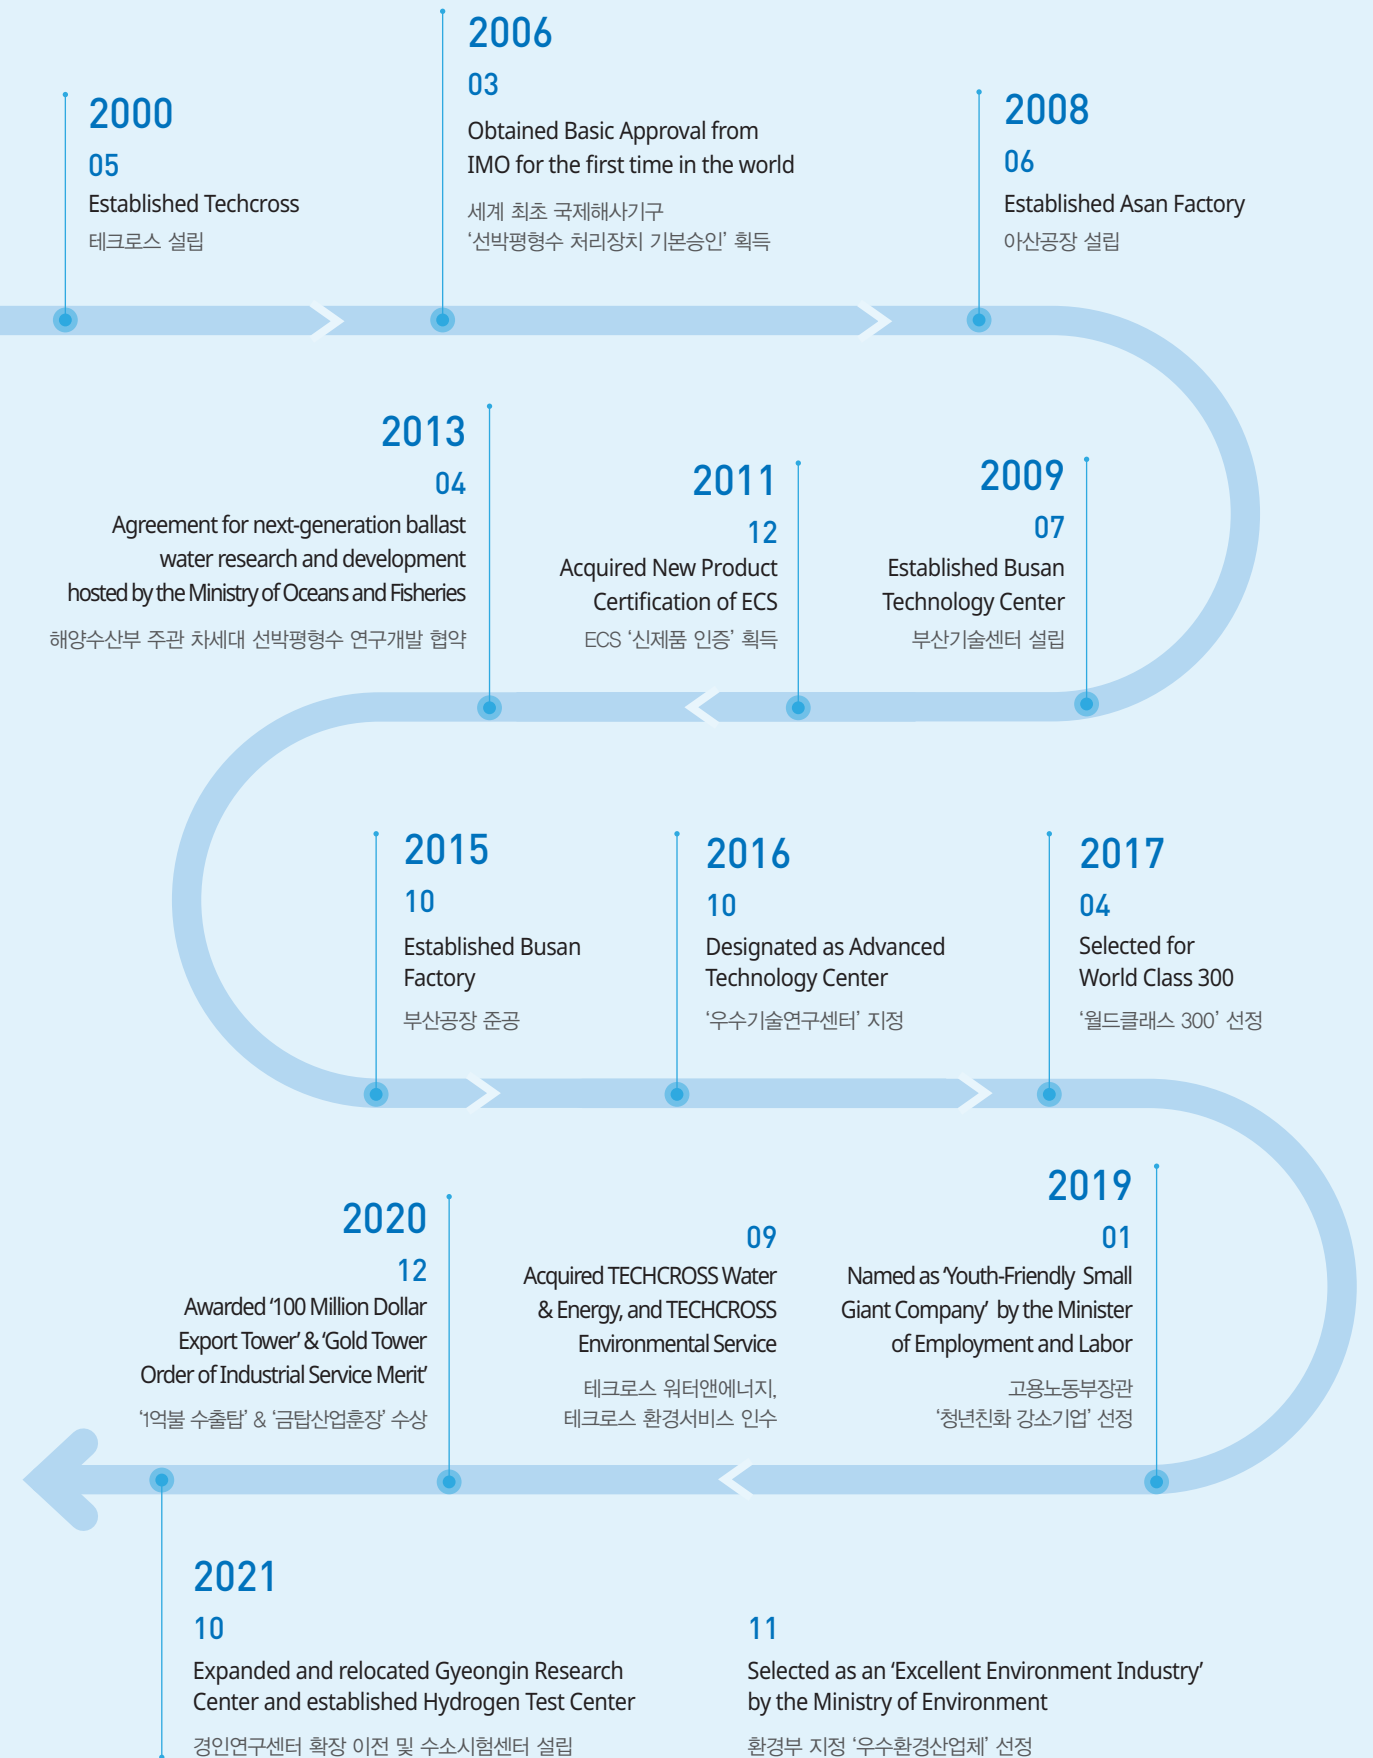 2000
05
Established Techcross
테크로스 설립
2006
03
Obtained Basic Approval from
IMO for the first time in the world
세계 최초 국제해사기구
‘선박평형수 처리장치 기본승인’ 획득
2008
06
Established Asan Factory
아산공장 설립
2009
07
Established Busan
Technology Center
부산기술센터 설립
2011
12
Acquired New Product
Certification of ECS
ECS ‘신제품 인증’ 획득
2013
04
Agreement for next-generation ballast
water research and development
hosted by the Ministry of Oceans and Fisheries
해양수산부 주관 차세대 선박평형수 연구개발 협약
2015
10
Established Busan
Factory
부산공장 준공
2016
10
Designated as Advanced
Technology Center
‘우수기술연구센터’ 지정
2017
04
Selected for
World Class 300
‘월드클래스 300’ 선정
2019
01
Named as ‘Youth-Friendly Small
Giant Company’ by the Minister
of Employment and Labor
고용노동부장관
‘청년친화 강소기업’ 선정
09
Acquired TECHCROSS Water
& Energy, and TECHCROSS
Environmental Service
테크로스 워터앤에너지,
테크로스 환경서비스 인수
2020
12
Awarded ‘100 Million Dollar
Export Tower’ & ‘Gold Tower
Order of Industrial Service Merit’
‘1억불 수출탑’ & ‘금탑산업훈장’ 수상
2021
10
Expanded and relocated Gyeongin Research
Center and established Hydrogen Test Center
경인연구센터 확장 이전 및 수소시험센터 설립
11
Selected as an ‘Excellent Environment Industry’
by the Ministry of Environment
환경부 지정 ‘우수환경산업체’ 선정